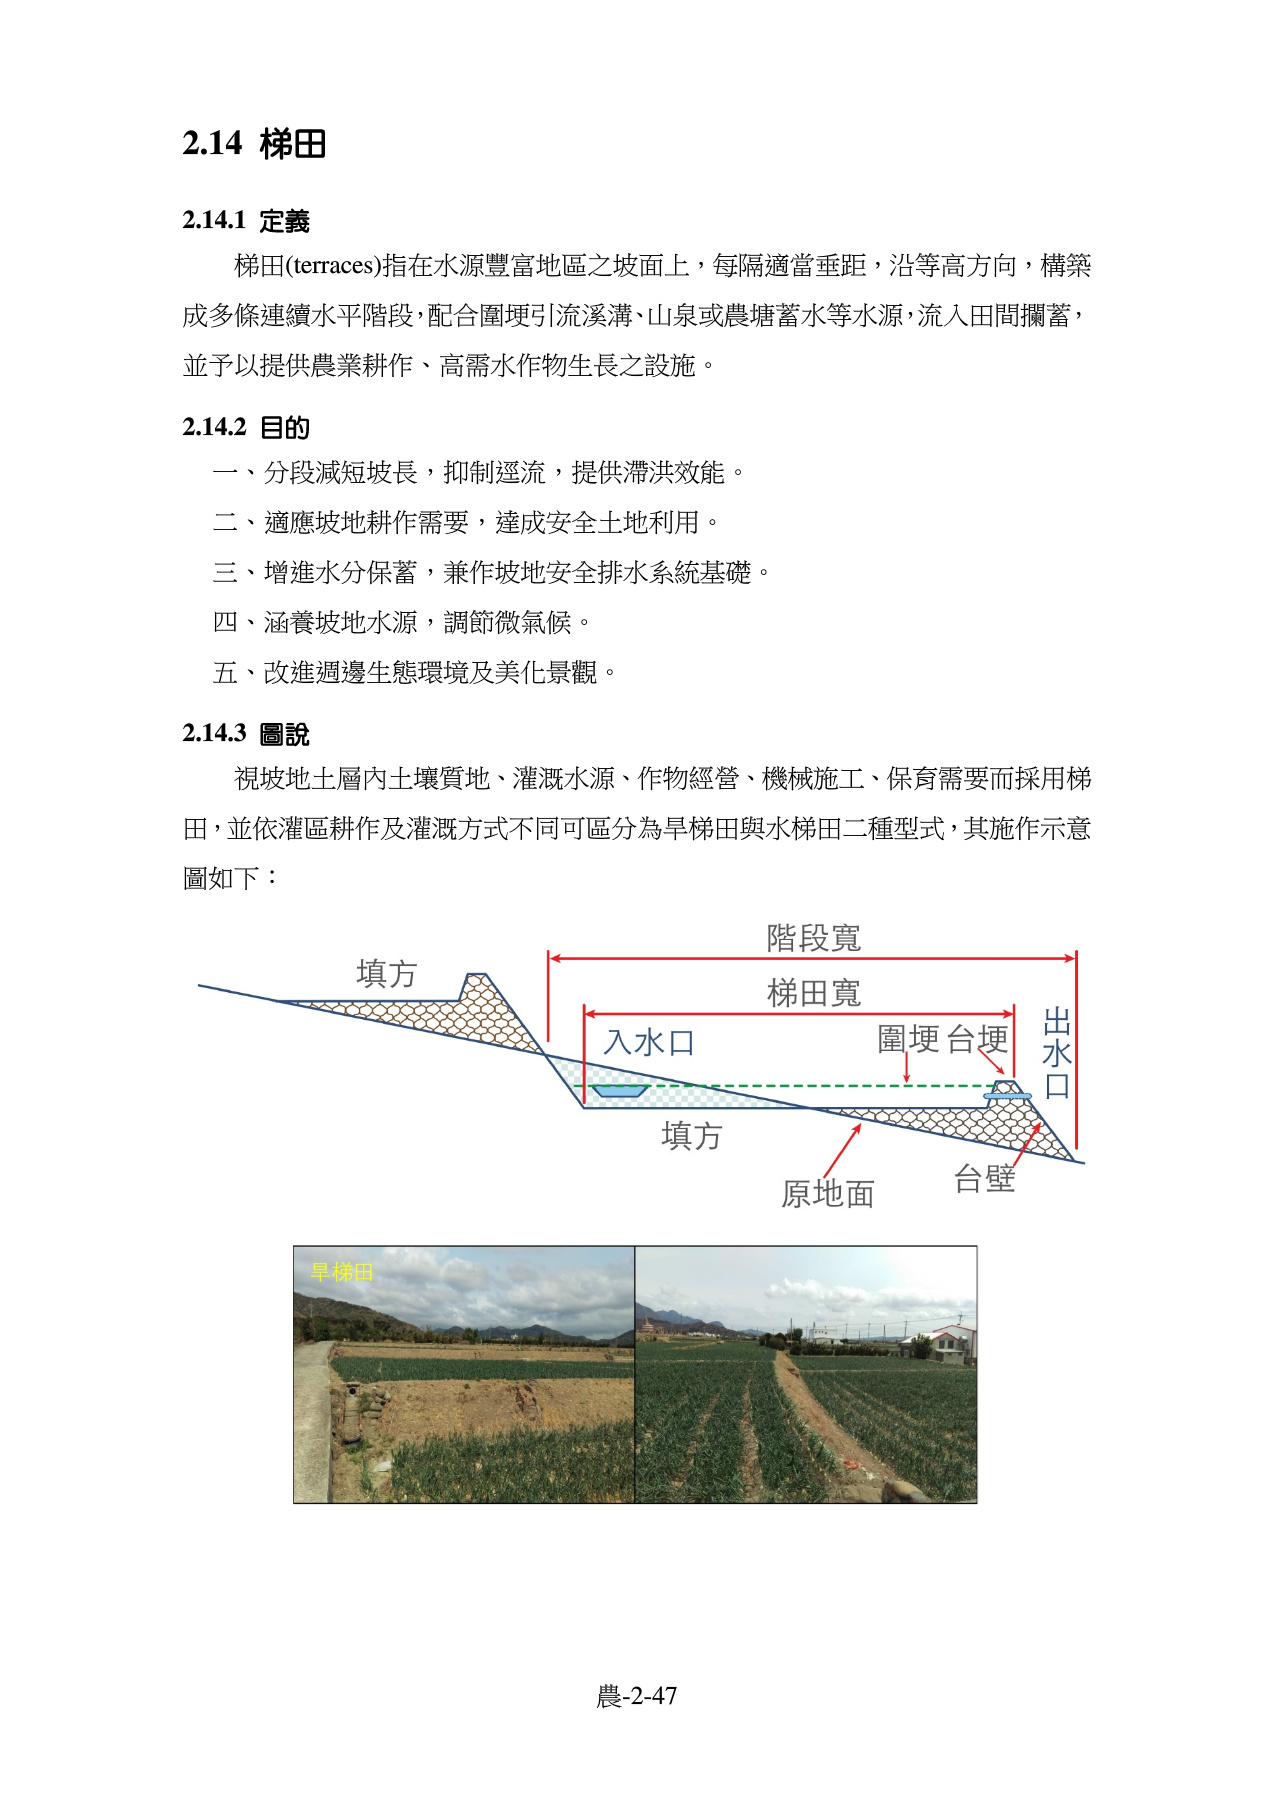 2.14 梯田
2.14.1 定義
梯田(terraces)指在水源豐富地區之坡面上，每隔適當垂距，沿等高方向，構築
成多條連續水平階段，配合圍埂引流溪溝、山泉或農塘蓄水等水源，流入田間攔蓄，
並予以提供農業耕作、高需水作物生長之設施。
2.14.2 目的
一、分段減短坡長，抑制逕流，提供滯洪效能。
二、適應坡地耕作需要，達成安全土地利用。
三、增進水分保蓄，兼作坡地安全排水系統基礎。
四、涵養坡地水源，調節微氣候。
五、改進週邊生態環境及美化景觀。
2.14.3 圖說
視坡地土層內土壤質地、灌溉水源、作物經營、機械施工、保育需要而採用梯
田，並依灌區耕作及灌溉方式不同可區分為旱梯田與水梯田二種型式，其施作示意
圖如下：
階段寬
填方
梯田寬
入水口
圍埂 台埂
出水口
填方
原地面
台壁
旱梯田
農-2-47